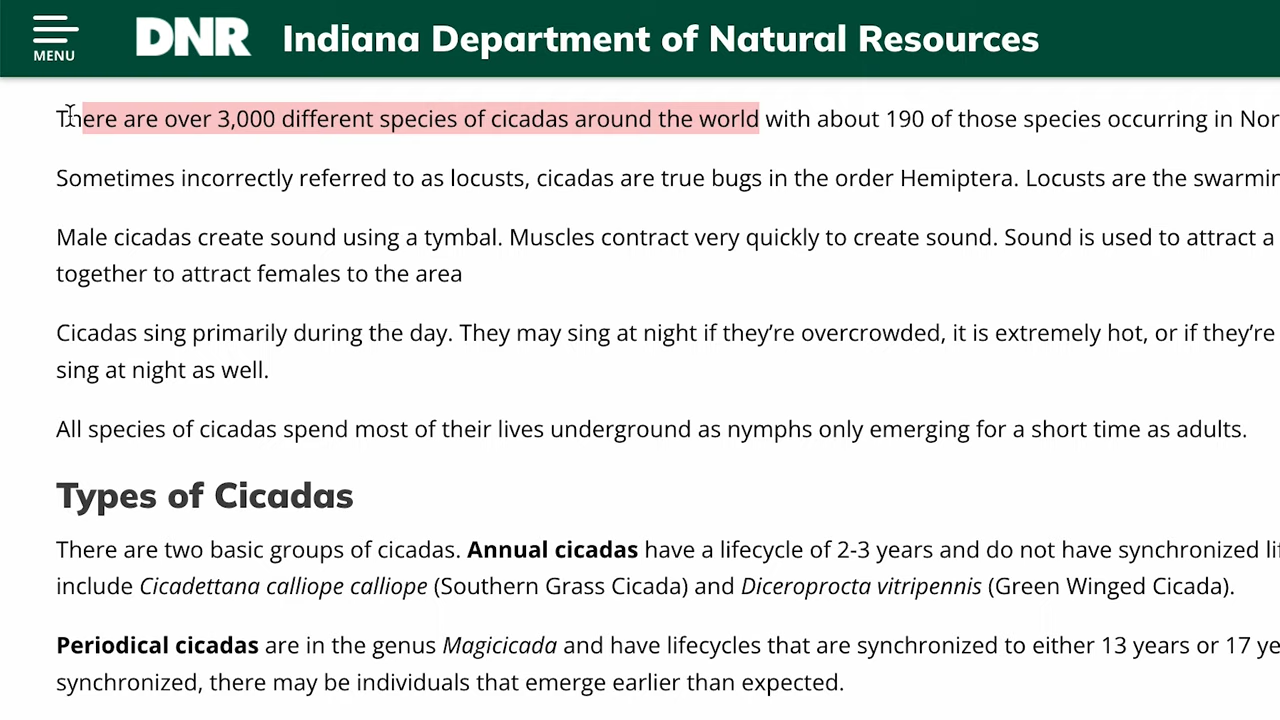 MENU
DNR Indiana Department of Natural Resources
There are over 3,000 different species of cicadas around the world with about 190 of those species occurring in
Sometimes incorrectly referred to as locusts, cicadas are true bugs in the order Hemiptera. Locusts are the
Male cicadas create sound using a tymbal. Muscles contract very quickly to create sound. Sound is used to attract a
together to attract females to the area
Cicadas sing primarily during the day. They may sing at night if they’re overcrowded, it is extremely hot, or if they’re
sing at night as well.
All species of cicadas spend most of their lives underground as nymphs only emerging for a short time as adults.
Types of Cicadas
There are two basic groups of cicadas. Annual cicadas have a lifecycle of 2-3 years and do not have synchronized
include Cicadettana calliope calliope (Southern Grass Cicada) and Diceroprocta vitripennis (Green Winged Cicada).
Periodical cicadas are in the genus Magicicada and have lifecycles that are synchronized to either 13 years or 17
synchronized, there may be individuals that emerge earlier than expected.